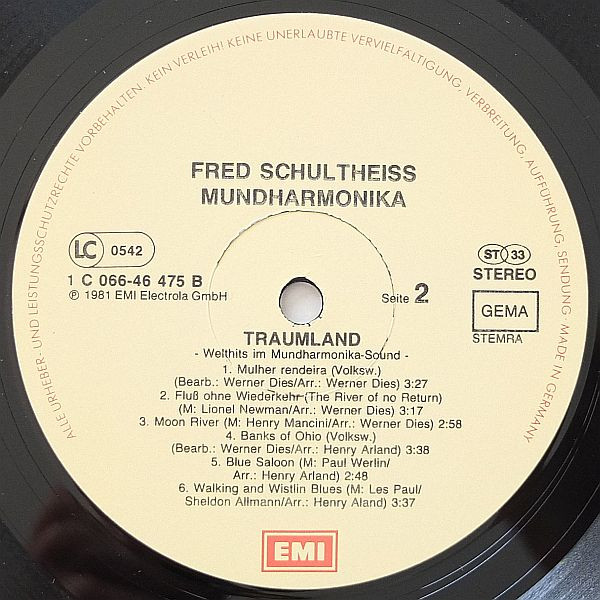 ALLE URHEBER- UND LEISTUNGSSCHUTZRECHTE VORBEHALTEN. KEIN VERLEIH! KEINE UNERLAUBTE VERVIELFÄLTIGUNG, VERBREITUNG, AUFFÜHRUNG, SENDUNG · MADE IN GERMANY
FRED SCHULTHEISS
MUNDHARMONIKA
LC 0542
ST 33
STEREO
1 C 066-46 475 B
℗ 1981 EMI Electrola GmbH
Seite 2
GEMA
STEMRA
TRAUMLAND
- Welthits im Mundharmonika-Sound -
1. Mulher rendeira (Volksw.)
(Bearb.: Werner Dies/Arr.: Werner Dies) 3:27
2. Fluß ohne Wiederkehr (The River of no Return)
(M: Lionel Newman/Arr.: Werner Dies) 3:17
3. Moon River (M: Henry Mancini/Arr.: Werner Dies) 2:58
4. Banks of Ohio (Volksw.)
(Bearb.: Werner Dies/Arr.: Henry Arland) 3:38
5. Blue Saloon (M: Paul Werlin/
Arr.: Henry Arland) 2:48
6. Walking and Wistlin Blues (M: Les Paul/
Sheldon Allmann/Arr.: Henry Aland) 3:37
EMI